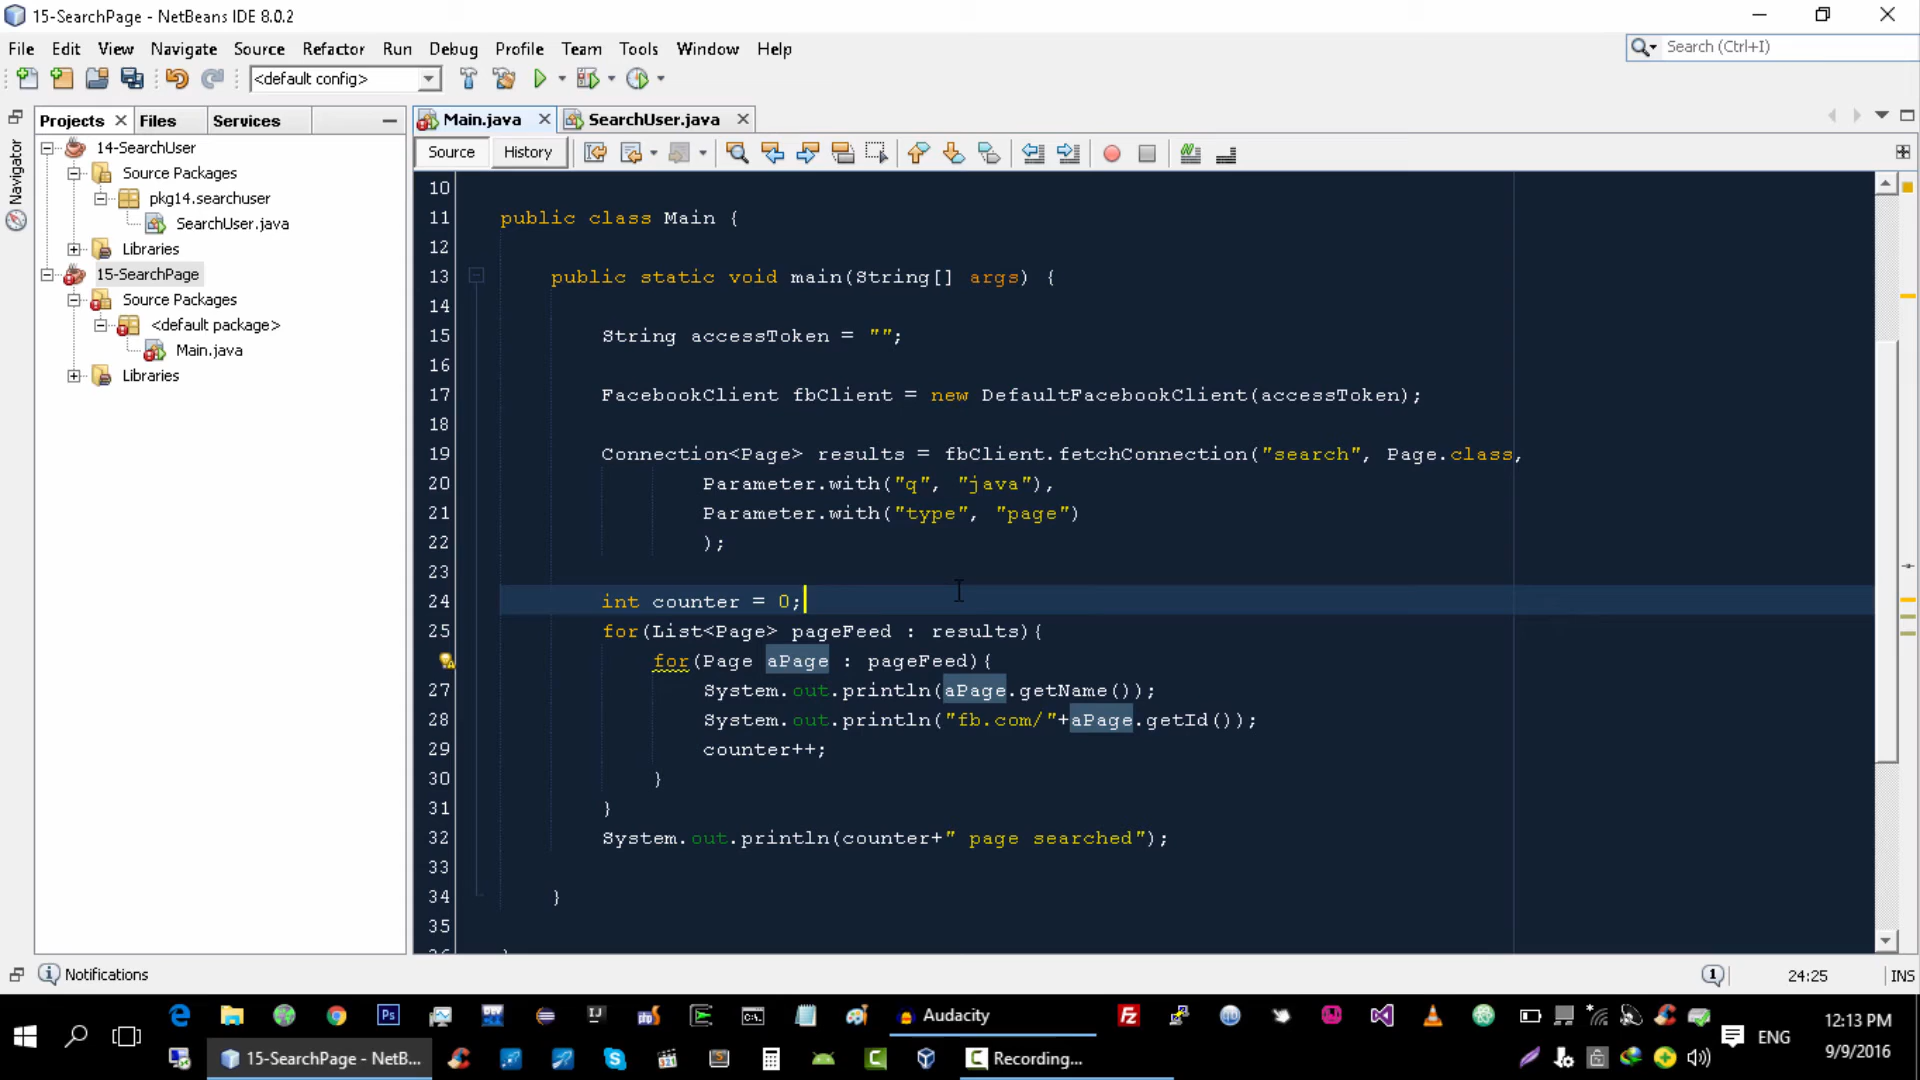 15-SearchPage - NetBeans IDE 8.0.2
File Edit View Navigate Source Refactor Run Debug Profile Team Tools Window Help
Search (Ctrl+I)
<default config>
Projects Files Services
Main.java SearchUser.java
Navigator
Source History
14-SearchUser
Source Packages
pkg14.searchuser
SearchUser.java
Libraries
15-SearchPage
Source Packages
<default package>
Main.java
Libraries
10
11 public class Main {
12
13 public static void main(String[] args) {
14
15 String accessToken = "";
16
17 FacebookClient fbClient = new DefaultFacebookClient(accessToken);
18
19 Connection<Page> results = fbClient.fetchConnection("search", Page.class,
20 Parameter.with("q", "java"),
21 Parameter.with("type", "page")
22 );
23
24 int counter = 0;
25 for(List<Page> pageFeed : results){
for(Page aPage : pageFeed){
27 System.out.println(aPage.getName());
28 System.out.println("fb.com/"+aPage.getId());
29 counter++;
30 }
31 }
32 System.out.println(counter+" page searched");
33
34 }
35
Notifications
1
24:25 INS
Audacity
15-SearchPage - NetB...
Recording...
ENG
12:13 PM
9/9/2016